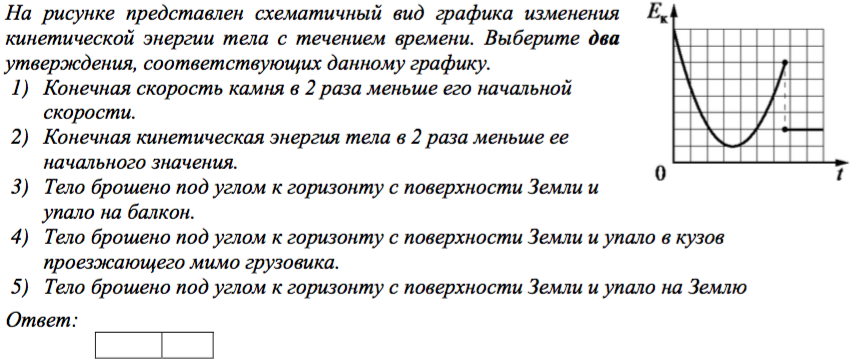 На рисунке представлен схематичный вид графика изменения
кинетической энергии тела с течением времени. Выберите два
утверждения, соответствующих данному графику.
1) Конечная скорость камня в 2 раза меньше его начальной
скорости.
2) Конечная кинетическая энергия тела в 2 раза меньше ее
начального значения.
3) Тело брошено под углом к горизонту с поверхности Земли и
упало на балкон.
4) Тело брошено под углом к горизонту с поверхности Земли и упало в кузов
проезжающего мимо грузовика.
5) Тело брошено под углом к горизонту с поверхности Земли и упало на Землю
Ответ:
Eк
0
t